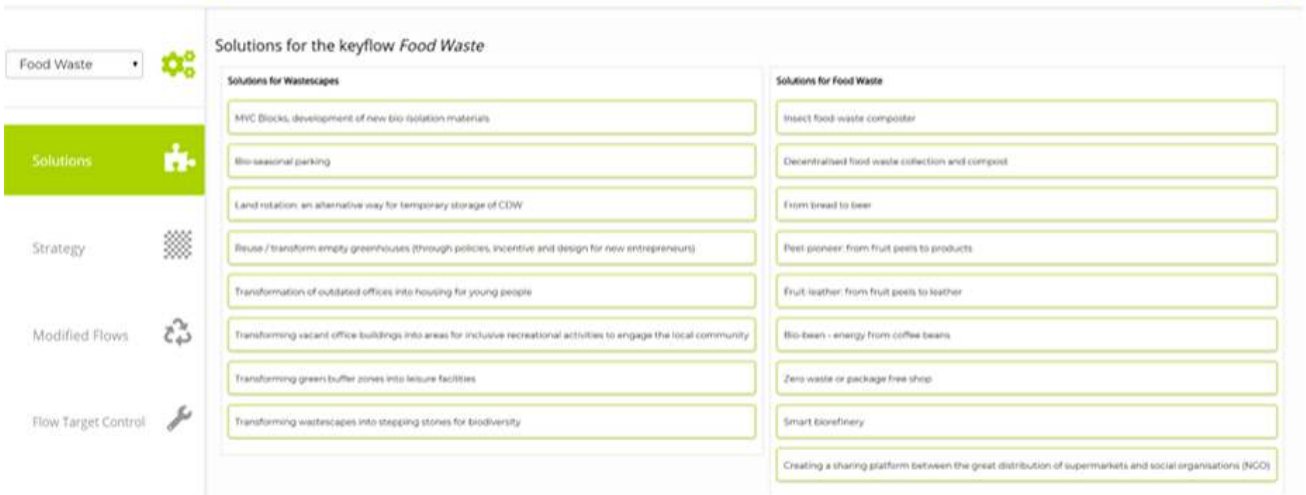 Food Waste
Solutions
Strategy
Modified Flows
Flow Target Control
Solutions for the keyflow Food Waste
Solutions for Wastescapes
MYC Blocks, development of new bio isolation materials
Bio-seasonal parking
Land rotation: an alternative way for temporary storage of CDW
Reuse / transform empty greenhouses (through policies, incentive and design for new entrepreneurs)
Transformation of outdated offices into housing for young people
Transforming vacant office buildings into areas for inclusive recreational activities to engage the local community
Transforming green buffer zones into leisure facilities
Transforming wastescapes into stepping stones for biodiversity
Solutions for Food Waste
Insect food waste composter
Decentralised food waste collection and compost
From bread to beer
Peel pioneer: from fruit peels to products
Fruit leather: from fruit peels to leather
Bio-bean - energy from coffee beans
Zero waste or package free shop
Smart biorefinery
Creating a sharing platform between the great distribution of supermarkets and social organisations (NGO)